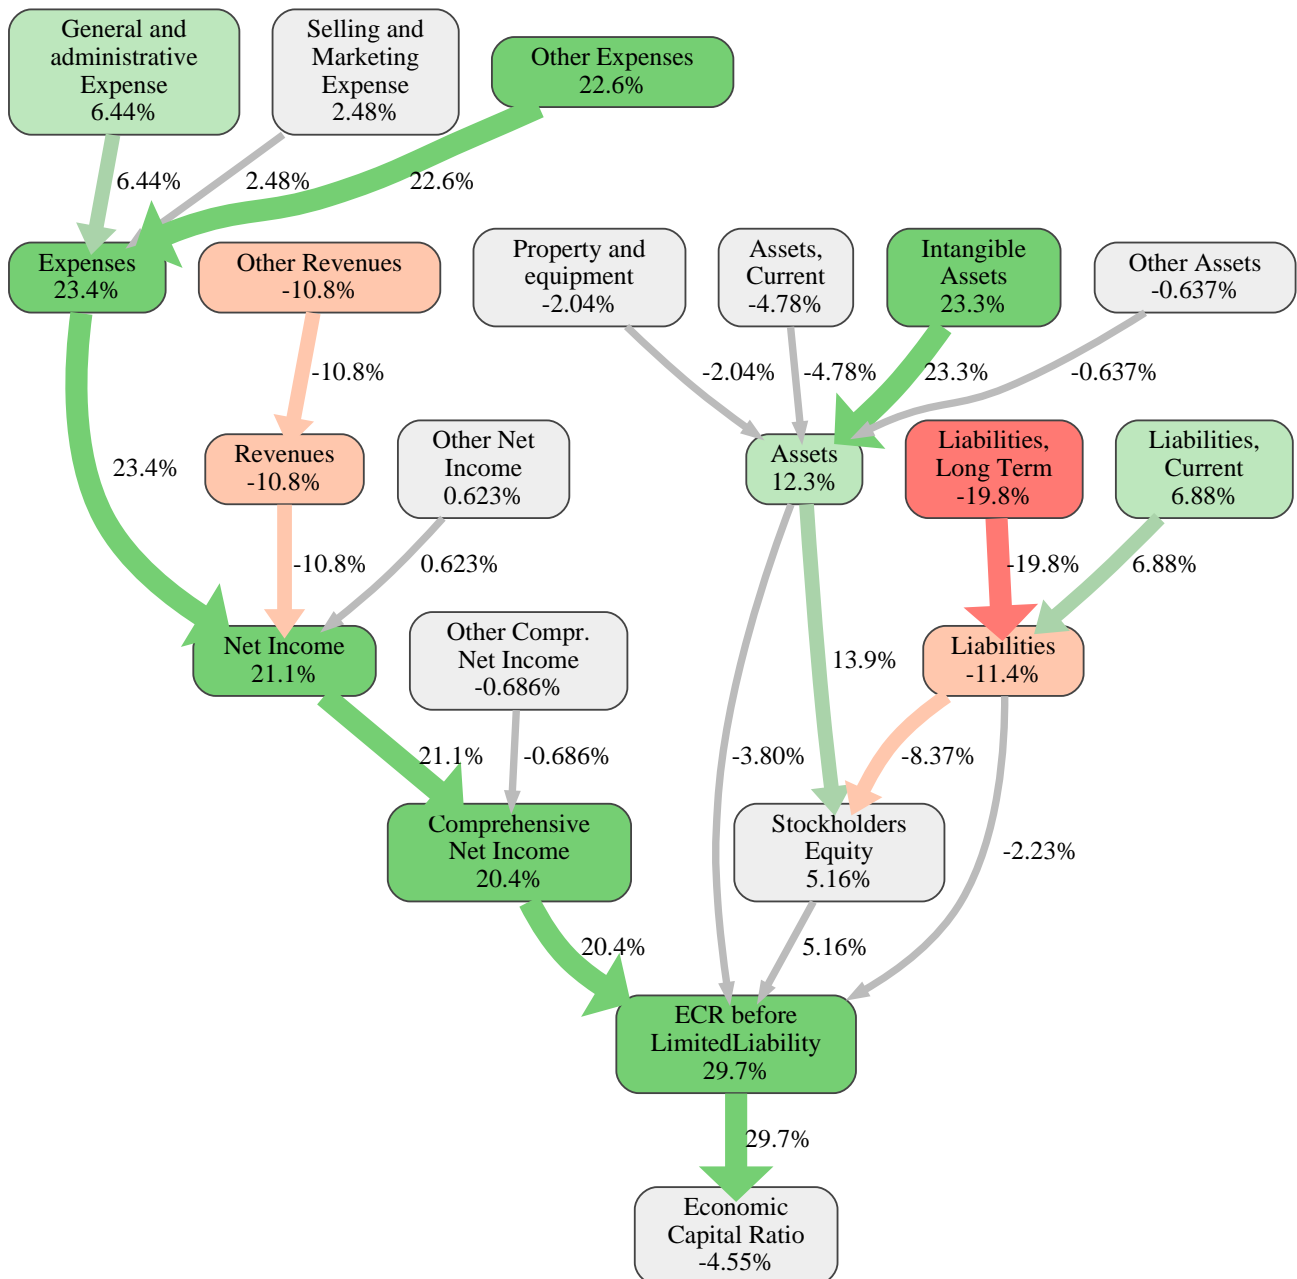 General and
administrative
Expense
6.44%
Selling and
Marketing
Expense
2.48%
Other Expenses
22.6%
6.44%
2.48%
22.6%
Expenses
23.4%
Other Revenues
-10.8%
Property and
equipment
-2.04%
Assets,
Current
-4.78%
Intangible
Assets
23.3%
Other Assets
-0.637%
-10.8%
-2.04%
-4.78%
23.3%
-0.637%
23.4%
Revenues
-10.8%
Other Net
Income
0.623%
Assets
12.3%
Liabilities,
Long Term
-19.8%
Liabilities,
Current
6.88%
-10.8%
0.623%
-19.8%
6.88%
Net Income
21.1%
Other Compr.
Net Income
-0.686%
13.9%
Liabilities
-11.4%
21.1%
-0.686%
-3.80%
-8.37%
Comprehensive
Net Income
20.4%
Stockholders
Equity
5.16%
-2.23%
20.4%
5.16%
ECR before
LimitedLiability
29.7%
29.7%
Economic
Capital Ratio
-4.55%